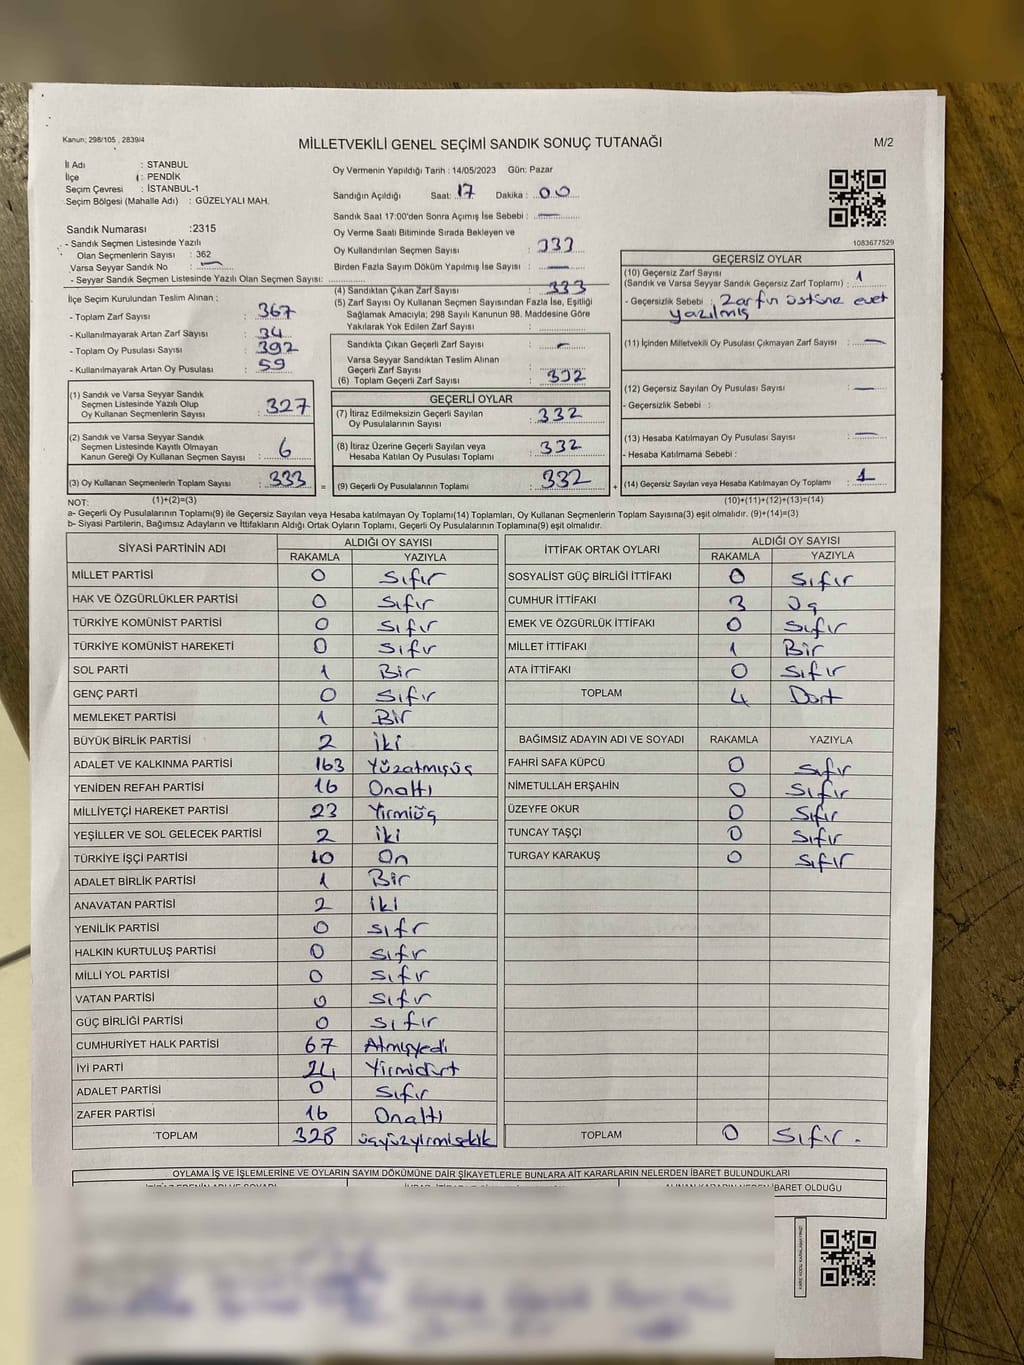 Kanun; 298/105 , 2839/4
MİLLETVEKİLİ GENEL SEÇİMİ SANDIK SONUÇ TUTANAĞI
M/2
İl Adı : STANBUL
İlçe : PENDİK
Seçim Çevresi : İSTANBUL-1
Seçim Bölgesi (Mahalle Adı) : GÜZELYALI MAH.
Sandık Numarası :2315
- Sandık Seçmen Listesinde Yazılı
Olan Seçmenlerin Sayısı : 362
Varsa Seyyar Sandık No : —
- Seyyar Sandık Seçmen Listesinde Yazılı Olan Seçmen Sayısı:
İlçe Seçim Kurulundan Teslim Alınan :
- Toplam Zarf Sayısı : 367
- Kullanılmayarak Artan Zarf Sayısı : 34
- Toplam Oy Pusulası Sayısı : 392
- Kullanılmayarak Artan Oy Pusulası : 59
(1) Sandık ve Varsa Seyyar Sandık
Seçmen Listesinde Yazılı Olup
Oy Kullanan Seçmenlerin Sayısı : 327
(2) Sandık ve Varsa Seyyar Sandık
Seçmen Listesinde Kayıtlı Olmayan
Kanun Gereği Oy Kullanan Seçmen Sayısı : 6
(3) Oy Kullanan Seçmenlerin Toplam Sayısı : 333 =
Oy Vermenin Yapıldığı Tarih : 14/05/2023 Gün: Pazar
Sandığın Açıldığı Saat: 17 Dakika : 00
Sandık Saat 17:00'den Sonra Açımış İse Sebebi : —
Oy Verme Saati Bitiminde Sırada Bekleyen ve
Oy Kullandırılan Seçmen Sayısı : 333
Birden Fazla Sayım Döküm Yapılmış İse Sayısı : —
(4) Sandıktan Çıkan Zarf Sayısı : 333
(5) Zarf Sayısı Oy Kullanan Seçmen Sayısından Fazla İse, Eşitliği
Sağlamak Amacıyla; 298 Sayılı Kanunun 98. Maddesine Göre
Yakılarak Yok Edilen Zarf Sayısı :
Sandıkta Çıkan Geçerli Zarf Sayısı : —
Varsa Seyyar Sandıktan Teslim Alınan
Geçerli Zarf Sayısı :
(6) Toplam Geçerli Zarf Sayısı : 332
GEÇERLİ OYLAR
(7) İtiraz Edilmeksizin Geçerli Sayılan
Oy Pusulalarının Sayısı : 332
(8) İtiraz Üzerine Geçerli Sayılan veya
Hesaba Katılan Oy Pusulası Toplamı : 332
(9) Geçerli Oy Pusulalarının Toplamı : 332 +
1083677529
GEÇERSİZ OYLAR
(10) Geçersiz Zarf Sayısı
(Sandık ve Varsa Seyyar Sandık Geçersiz Zarf Toplamı) : 1
- Geçersizlik Sebebi : Zarfın üstüne evet
yazılmış
(11) İçinden Milletvekili Oy Pusulası Çıkmayan Zarf Sayısı : —
(12) Geçersiz Sayılan Oy Pusulası Sayısı : —
- Geçersizlik Sebebi :
(13) Hesaba Katılmayan Oy Pusulası Sayısı : —
- Hesaba Katılmama Sebebi :
(14) Geçersiz Sayılan veya Hesaba Katılmayan Oy Toplamı : 1
NOT: (1)+(2)=(3) (10)+(11)+(12)+(13)=(14)
a- Geçerli Oy Pusulalarının Toplamı(9) ile Geçersiz Sayılan veya Hesaba Katılmayan Oy Toplamı(14) Toplamları, Oy Kullanan Seçmenlerin Toplam Sayısına(3) eşit olmalıdır. (9)+(14)=(3)
b- Siyasi Partilerin, Bağımsız Adayların ve İttifakların Aldığı Ortak Oyların Toplamı, Geçerli Oy Pusulalarının Toplamına(9) eşit olmalıdır.
SİYASİ PARTİNİN ADI ALDIĞI OY SAYISI
RAKAMLA YAZIYLA
MİLLET PARTİSİ 0 Sıfır
HAK VE ÖZGÜRLÜKLER PARTİSİ 0 Sıfır
TÜRKİYE KOMÜNİST PARTİSİ 0 Sıfır
TÜRKİYE KOMÜNİST HAREKETİ 0 Sıfır
SOL PARTİ 1 Bir
GENÇ PARTİ 0 Sıfır
MEMLEKET PARTİSİ 1 Bir
BÜYÜK BİRLİK PARTİSİ 2 iki
ADALET VE KALKINMA PARTİSİ 163 Yüzatmışüç
YENİDEN REFAH PARTİSİ 16 Onaltı
MİLLİYETÇİ HAREKET PARTİSİ 23 Yirmiüç
YEŞİLLER VE SOL GELECEK PARTİSİ 2 iki
TÜRKİYE İŞÇİ PARTİSİ 10 On
ADALET BİRLİK PARTİSİ 1 Bir
ANAVATAN PARTİSİ 2 iki
YENİLİK PARTİSİ 0 Sıfır
HALKIN KURTULUŞ PARTİSİ 0 Sıfır
MİLLİ YOL PARTİSİ 0 Sıfır
VATAN PARTİSİ 0 Sıfır
GÜÇ BİRLİĞİ PARTİSİ 0 Sıfır
CUMHURİYET HALK PARTİSİ 67 Atmışyedi
İYİ PARTİ 24 Yirmidört
ADALET PARTİSİ 0 Sıfır
ZAFER PARTİSİ 16 Onaltı
TOPLAM 328 üçyüzyirmisekik
İTTİFAK ORTAK OYLARI ALDIĞI OY SAYISI
RAKAMLA YAZIYLA
SOSYALİST GÜÇ BİRLİĞİ İTTİFAKI 0 Sıfır
CUMHUR İTTİFAKI 3 Üç
EMEK VE ÖZGÜRLÜK İTTİFAKI 0 Sıfır
MİLLET İTTİFAKI 1 Bir
ATA İTTİFAKI 0 Sıfır
TOPLAM 4 Dört
BAĞIMSIZ ADAYIN ADI VE SOYADI RAKAMLA YAZIYLA
FAHRİ SAFA KÜPCÜ 0 Sıfır
NİMETULLAH ERŞAHİN 0 Sıfır
ÜZEYFE OKUR 0 Sıfır
TUNCAY TAŞÇI 0 Sıfır
TURGAY KARAKUŞ 0 Sıfır
TOPLAM 0 Sıfır.
OYLAMA İŞ VE İŞLEMLERİNE VE OYLARIN SAYIM DÖKÜMÜNE DAİR ŞİKAYETLERLE BUNLARA AİT KARARLARIN NELERDEN İBARET BULUNDUKLARI
İBARET OLDUĞU